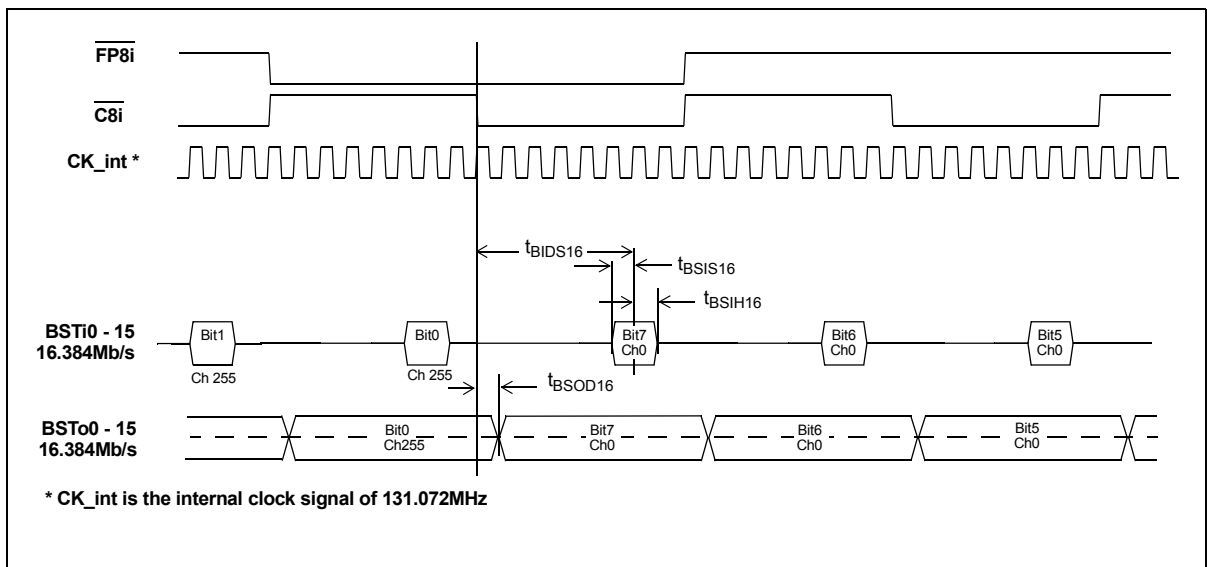 FP8i
C8i
CK_int *
tBIDS16
tBSIS16
tBSIH16
BSTi0 - 15
16.384Mb/s
Bit1
Ch 255
Bit0
Ch 255
Bit7
Ch0
Bit6
Ch0
Bit5
Ch0
tBSOD16
BSTo0 - 15
16.384Mb/s
Bit0
Ch255
Bit7
Ch0
Bit6
Ch0
Bit5
Ch0
* CK_int is the internal clock signal of 131.072MHz